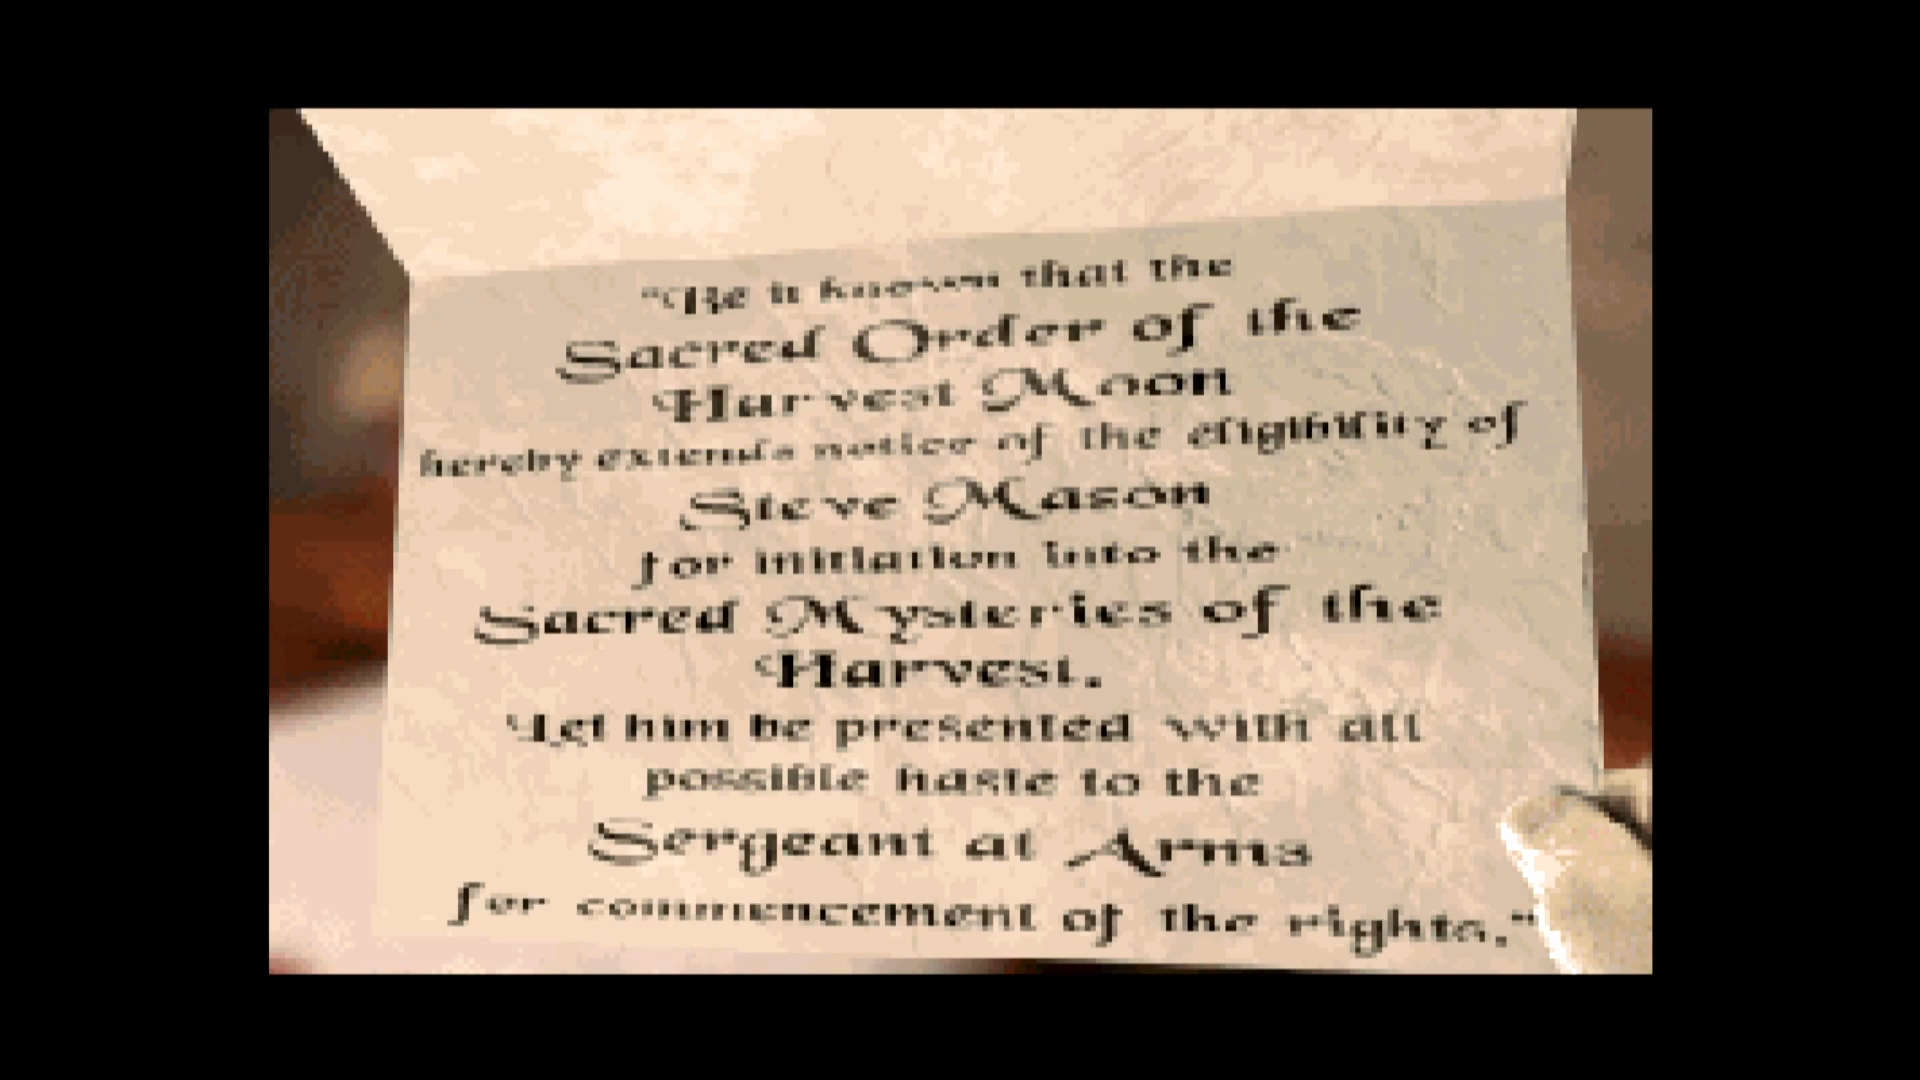 "Be it known that the
Sacred Order of the
Harvest Moon
hereby extends notice of the eligibility of
Steve Mason
for initiation into the
Sacred Mysteries of the
Harvest.
Let him be presented with all
possible haste to the
Sergeant at Arms
for commencement of the rights."